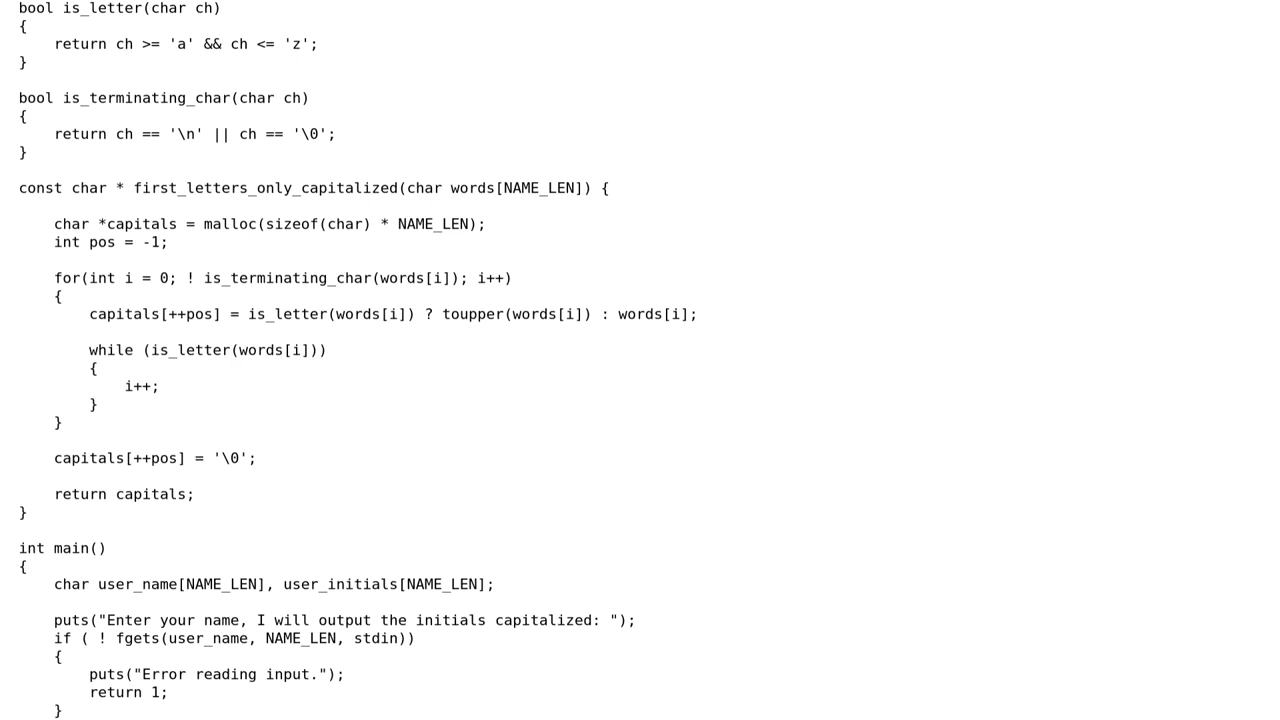 bool is_letter(char ch)
{
    return ch >= 'a' && ch <= 'z';
}

bool is_terminating_char(char ch)
{
    return ch == '\n' || ch == '\0';
}

const char * first_letters_only_capitalized(char words[NAME_LEN]) {

    char *capitals = malloc(sizeof(char) * NAME_LEN);
    int pos = -1;

    for(int i = 0; ! is_terminating_char(words[i]); i++)
    {
        capitals[++pos] = is_letter(words[i]) ? toupper(words[i]) : words[i];

        while (is_letter(words[i]))
        {
            i++;
        }
    }

    capitals[++pos] = '\0';

    return capitals;
}

int main()
{
    char user_name[NAME_LEN], user_initials[NAME_LEN];

    puts("Enter your name, I will output the initials capitalized: ");
    if ( ! fgets(user_name, NAME_LEN, stdin))
    {
        puts("Error reading input.");
        return 1;
    }